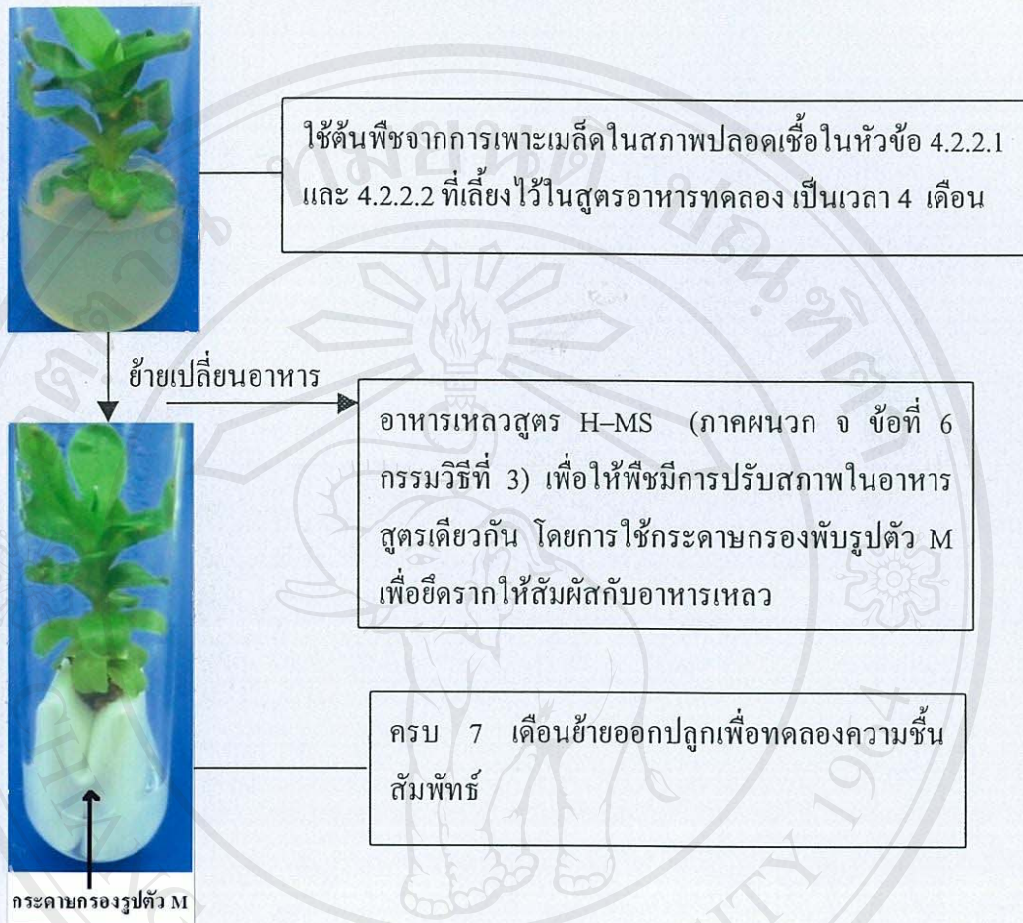 ใช้ต้นพืชจากการเพาะเมล็ดในสภาพปลอดเชื้อในหัวข้อ 4.2.2.1
และ 4.2.2.2 ที่เลี้ยงไว้ในสูตรอาหารทดลอง เป็นเวลา 4 เดือน
ย้ายเปลี่ยนอาหาร
อาหารเหลวสูตร H–MS (ภาคผนวก จ ข้อที่ 6
กรรมวิธีที่ 3) เพื่อให้พืชมีการปรับสภาพในอาหาร
สูตรเดียวกัน โดยการใช้กระดาษกรองพับรูปตัว M
เพื่อยึดรากให้สัมผัสกับอาหารเหลว
ครบ 7 เดือนย้ายออกปลูกเพื่อทดลองความชื้น
สัมพัทธ์
กระดาษกรองรูปตัว M